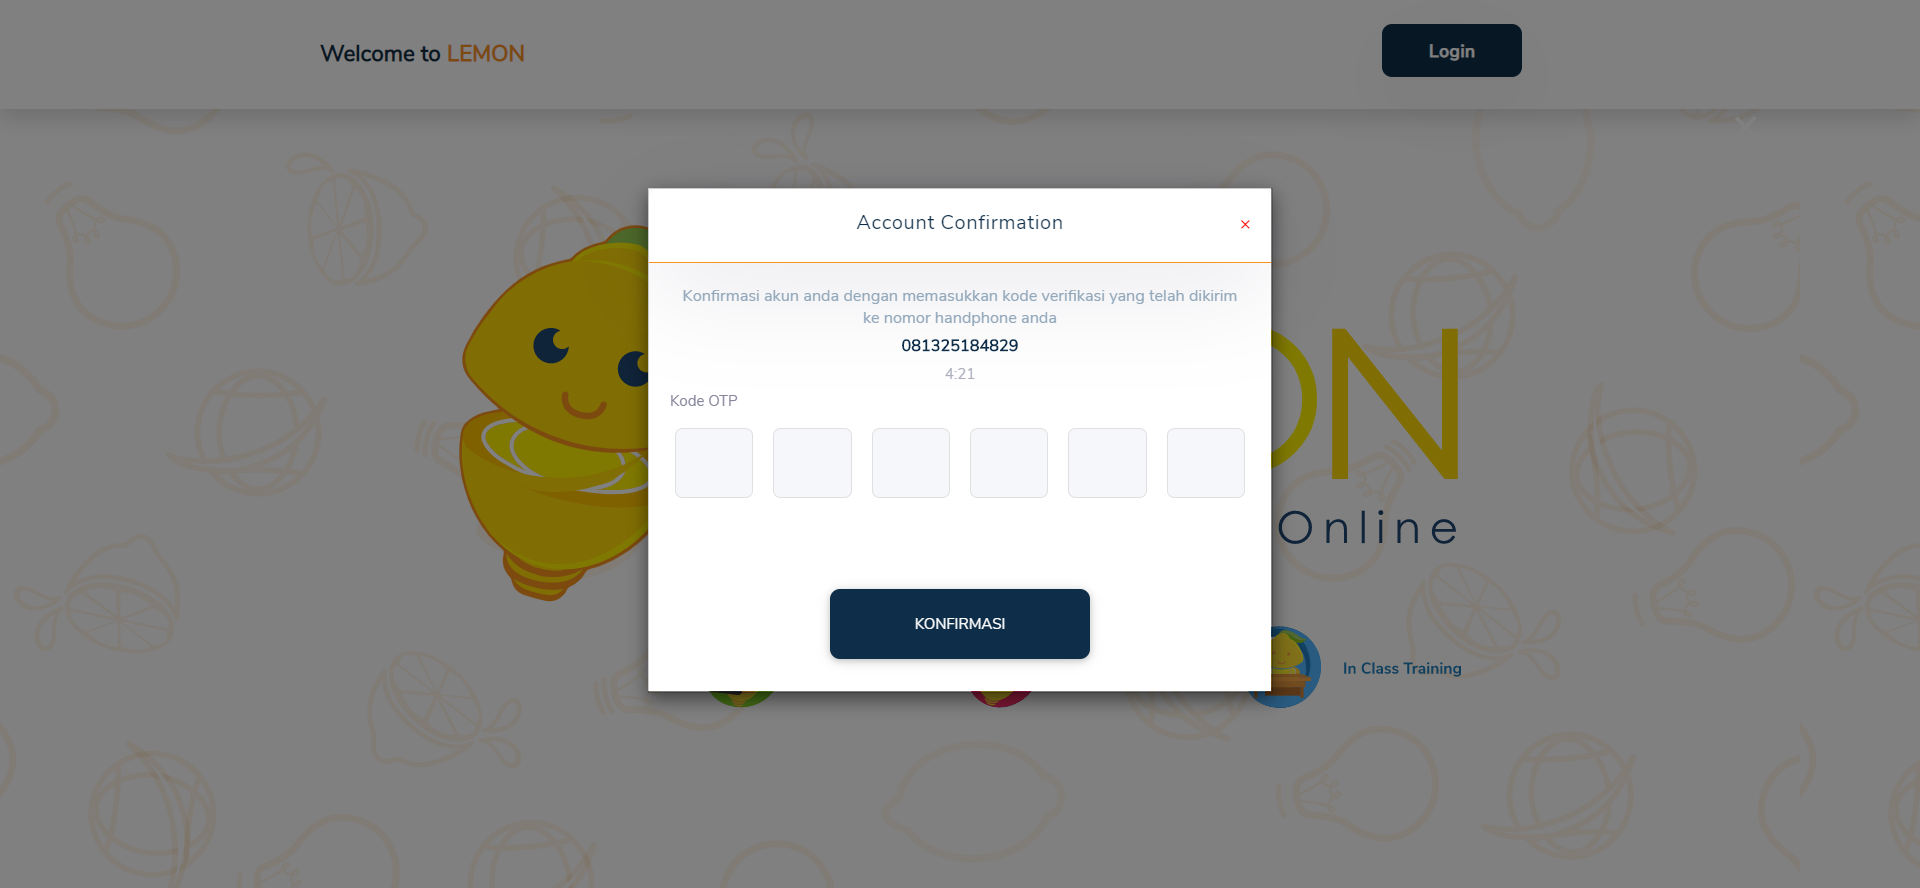 Welcome to LEMON
Login
Account Confirmation
×
Konfirmasi akun anda dengan memasukkan kode verifikasi yang telah dikirim
ke nomor handphone anda
081325184829
4:21
Kode OTP
ON
Online
KONFIRMASI
In Class Training